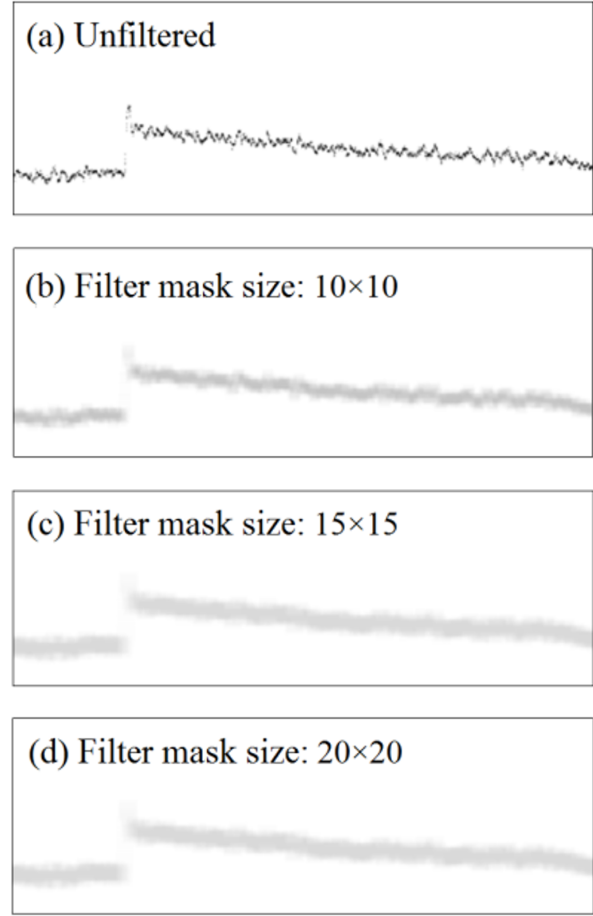 (a) Unfiltered
(b) Filter mask size: 10×10
(c) Filter mask size: 15×15
(d) Filter mask size: 20×20